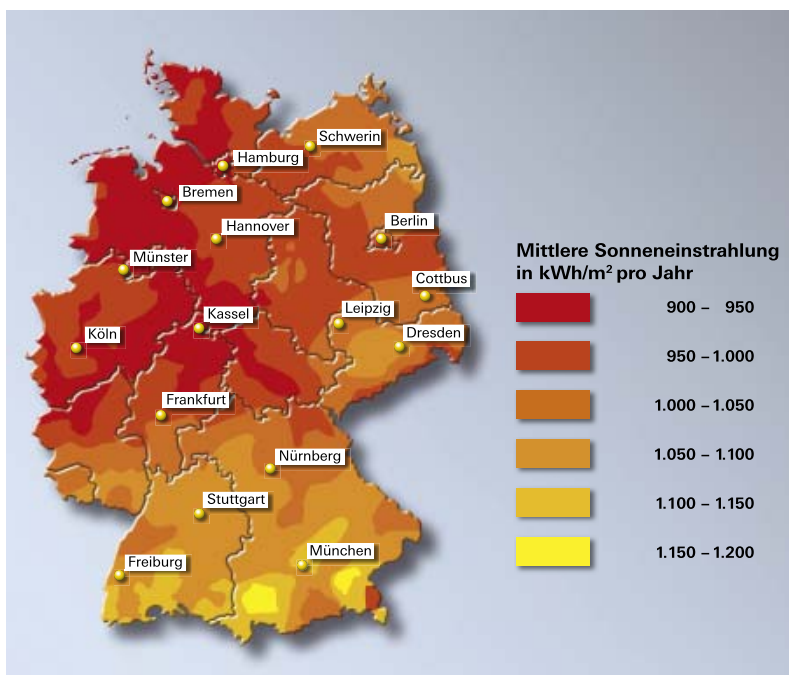 Schwerin
Hamburg
Bremen
Hannover
Berlin
Münster
Cottbus
Kassel
Leipzig
Köln
Dresden
Frankfurt
Nürnberg
Stuttgart
München
Freiburg
Mittlere Sonneneinstrahlung
in kWh/m² pro Jahr
900 – 950
950 – 1.000
1.000 – 1.050
1.050 – 1.100
1.100 – 1.150
1.150 – 1.200